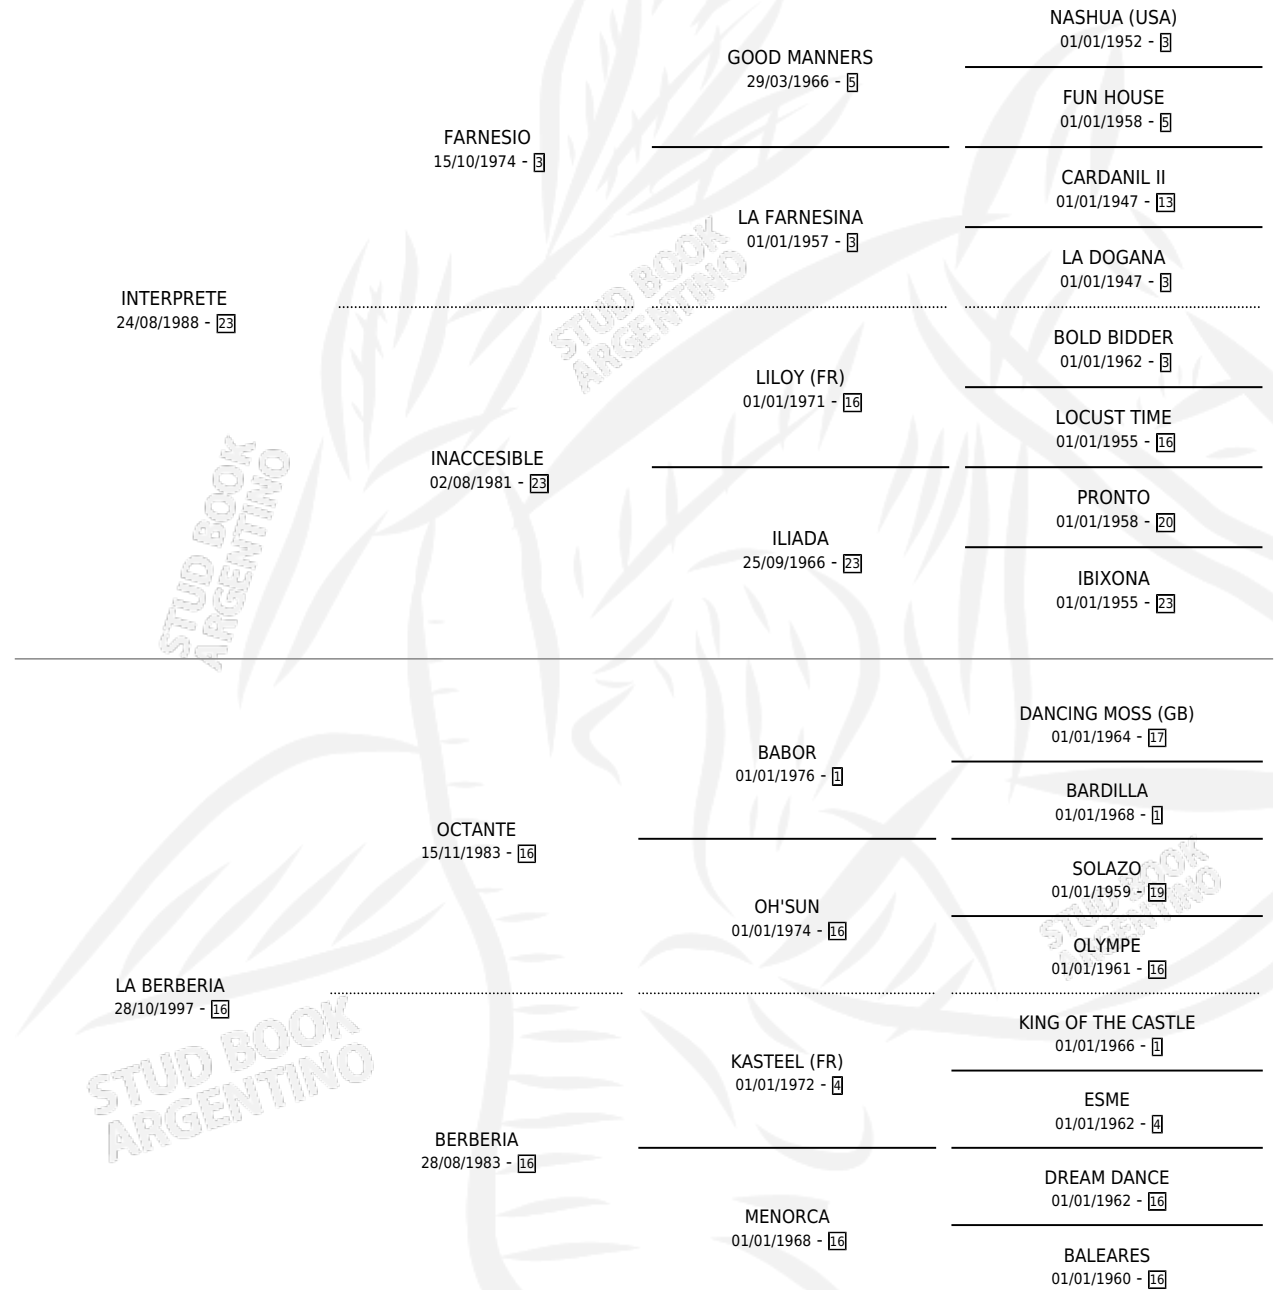 NASHUA (USA)
01/01/1952 - 3
GOOD MANNERS
29/03/1966 - 5
FUN HOUSE
01/01/1958 - 5
FARNESIO
15/10/1974 - 3
CARDANIL II
01/01/1947 - 13
LA FARNESINA
01/01/1957 - 3
LA DOGANA
01/01/1947 - 3
INTERPRETE
24/08/1988 - 23
BOLD BIDDER
01/01/1962 - 3
LILOY (FR)
01/01/1971 - 16
LOCUST TIME
01/01/1955 - 16
INACCESIBLE
02/08/1981 - 23
PRONTO
01/01/1958 - 20
ILIADA
25/09/1966 - 23
IBIXONA
01/01/1955 - 23
STUD BOOK
ARGENTINO
STUD BOOK
ARGENTINO
DANCING MOSS (GB)
01/01/1964 - 17
BABOR
01/01/1976 - 1
BARDILLA
01/01/1968 - 1
OCTANTE
15/11/1983 - 16
SOLAZO
01/01/1959 - 19
OH'SUN
01/01/1974 - 16
OLYMPE
01/01/1961 - 16
STUD BOOK
ARGENTINO
LA BERBERIA
28/10/1997 - 16
KING OF THE CASTLE
01/01/1966 - 1
KASTEEL (FR)
01/01/1972 - 4
ESME
01/01/1962 - 4
STUD BOOK
ARGENTINO
BERBERIA
28/08/1983 - 16
DREAM DANCE
01/01/1962 - 16
MENORCA
01/01/1968 - 16
BALEARES
01/01/1960 - 16